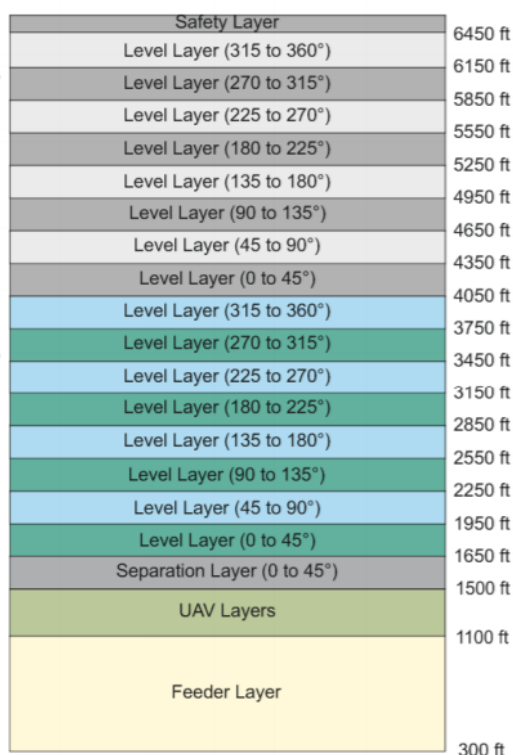 Safety Layer
6450 ft
Level Layer (315 to 360°)
6150 ft
Level Layer (270 to 315°)
5850 ft
Level Layer (225 to 270°)
5550 ft
Level Layer (180 to 225°)
5250 ft
Level Layer (135 to 180°)
4950 ft
Level Layer (90 to 135°)
4650 ft
Level Layer (45 to 90°)
4350 ft
Level Layer (0 to 45°)
4050 ft
Level Layer (315 to 360°)
3750 ft
Level Layer (270 to 315°)
3450 ft
Level Layer (225 to 270°)
3150 ft
Level Layer (180 to 225°)
2850 ft
Level Layer (135 to 180°)
2550 ft
Level Layer (90 to 135°)
2250 ft
Level Layer (45 to 90°)
1950 ft
Level Layer (0 to 45°)
1650 ft
Separation Layer (0 to 45°)
1500 ft
UAV Layers
1100 ft
Feeder Layer
300 ft